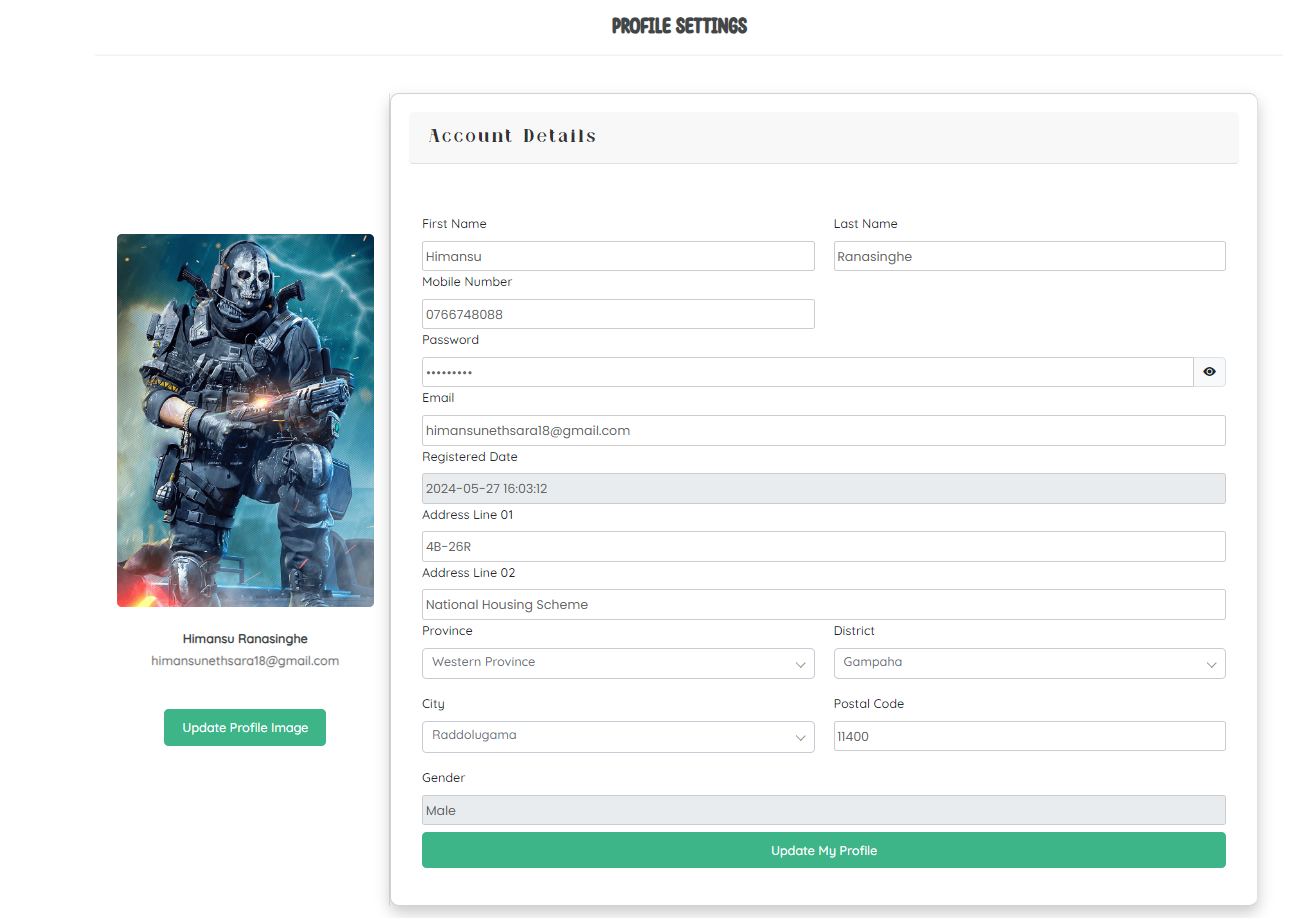 PROFILE SETTINGS
Account Details
First Name Last Name
Himansu Ranasinghe
Mobile Number
0766748088
Password
•••••••••
Email
himansunethsara18@gmail.com
Registered Date
2024-05-27 16:03:12
Address Line 01
4B-26R
Address Line 02
National Housing Scheme
Province District
Western Province Gampaha
City Postal Code
Raddolugama 11400
Gender
Male
Update My Profile
Himansu Ranasinghe
himansunethsara18@gmail.com
Update Profile Image